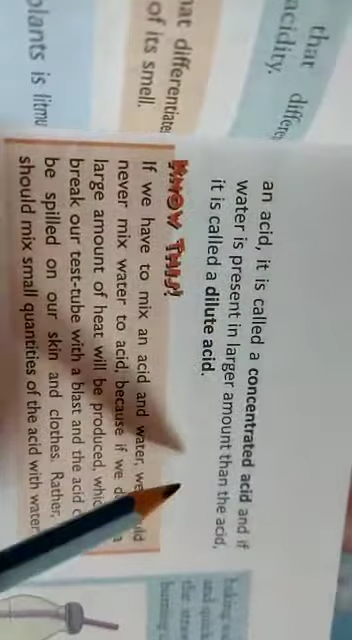 that differe
acidity.
hat differentiate
of its smell.
plants is litmu
an acid, it is called a concentrated acid and if
water is present in larger amount than the acid,
it is called a dilute acid.
KNOW THIS!
If we have to mix an acid and water, we
never mix water to acid, because if we d a
large amount of heat will be produced, whic
break our test-tube with a blast and the acid c
be spilled on our skin and clothes. Rather,
should mix small quantities of the acid with water